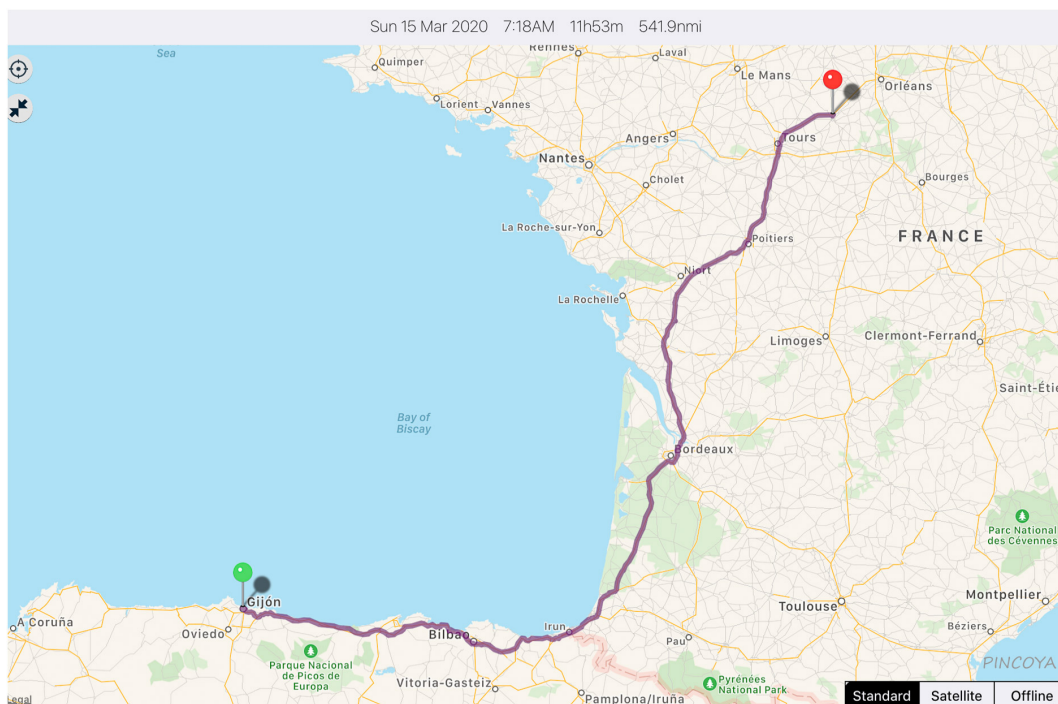 Sun 15 Mar 2020 7:18AM 11h53m 541.9nmi
Sea
Rennes
Laval
Quimper
Le Mans
Orléans
Lorient
Vannes
Angers
Tours
Nantes
Cholet
Bourges
La Roche-sur-Yon
Poitiers
FRANCE
Niort
La Rochelle
Limoges
Clermont-Ferrand
Saint-Étie
Bay of
Biscay
Bordeaux
Parc National
des Cévennes
Gijón
Toulouse
Montpellier
A Coruña
Oviedo
Bilbao
Irun
Pau
Béziers
Parque Nacional
de Picos de
Europa
PINCOYA
Vitoria-Gasteiz
Pyrénées
National Park
Legal
Pamplona/Iruña
Standard Satellite Offline